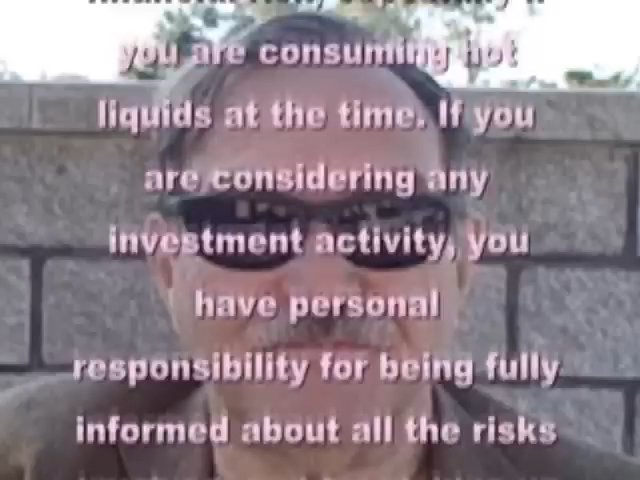 you are consuming hot
liquids at the time. If you
are considering any
investment activity, you
have personal
responsibility for being fully
informed about all the risks